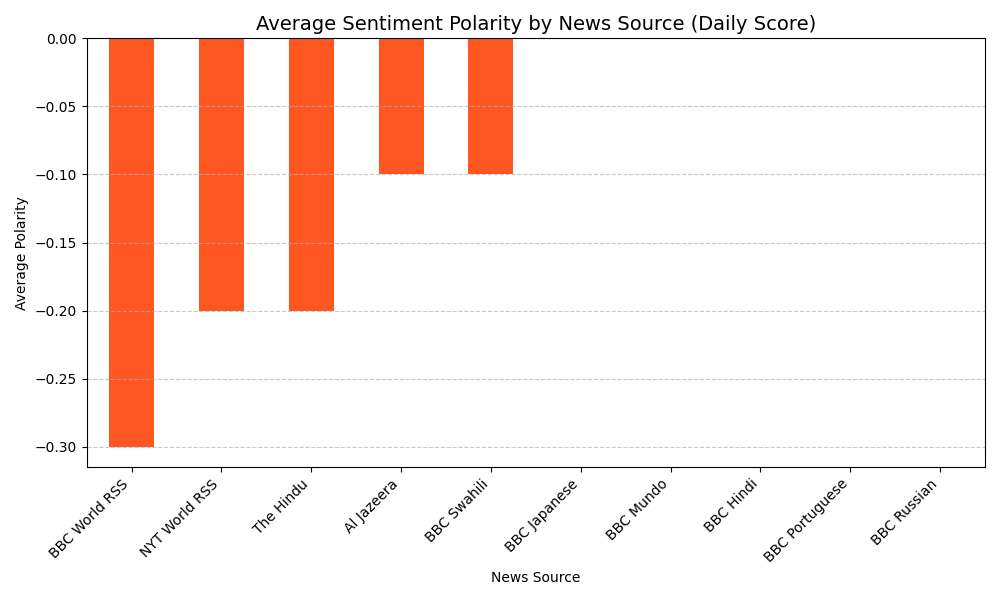 Average Sentiment Polarity by News Source (Daily Score)
0.00
−0.05
−0.10
−0.15
−0.20
−0.25
−0.30
Average Polarity
BBC World RSS
NYT World RSS
The Hindu
Al Jazeera
BBC Swahili
BBC Japanese
BBC Mundo
BBC Hindi
BBC Portuguese
BBC Russian
News Source